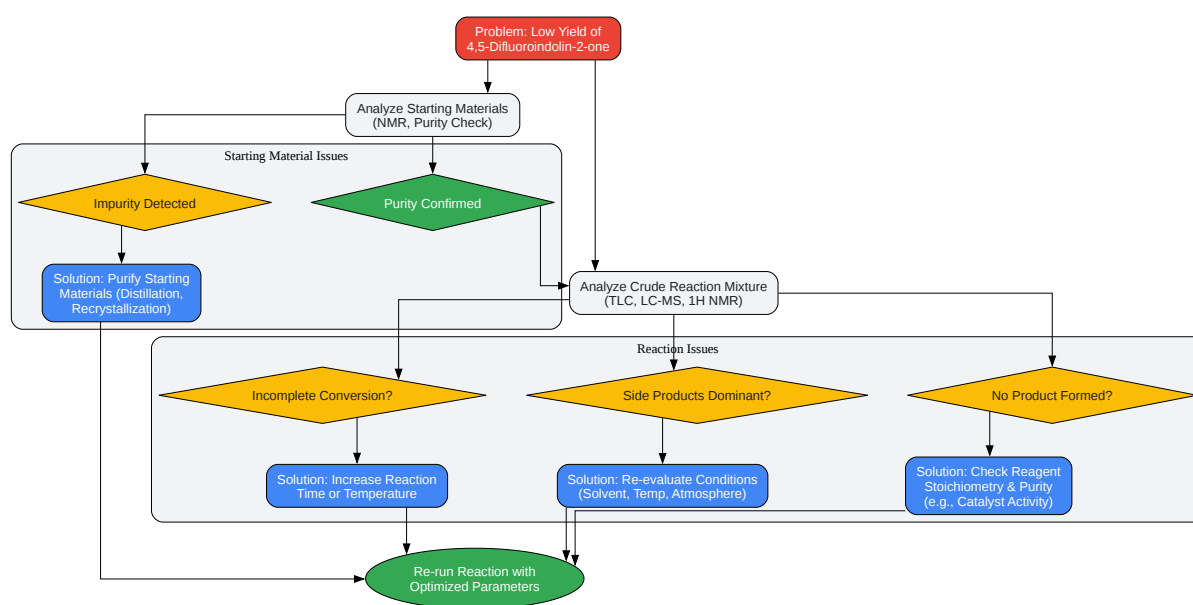 Problem: Low Yield of
4,5-Difluoroindolin-2-one
Analyze Starting Materials
(NMR, Purity Check)
Starting Material Issues
Impurity Detected
Purity Confirmed
Solution: Purify Starting
Materials (Distillation,
Recrystallization)
Analyze Crude Reaction Mixture
(TLC, LC-MS, 1H NMR)
Reaction Issues
Incomplete Conversion?
Side Products Dominant?
No Product Formed?
Solution: Increase Reaction
Time or Temperature
Solution: Re-evaluate Conditions
(Solvent, Temp, Atmosphere)
Solution: Check Reagent
Stoichiometry & Purity
(e.g., Catalyst Activity)
Re-run Reaction with
Optimized Parameters